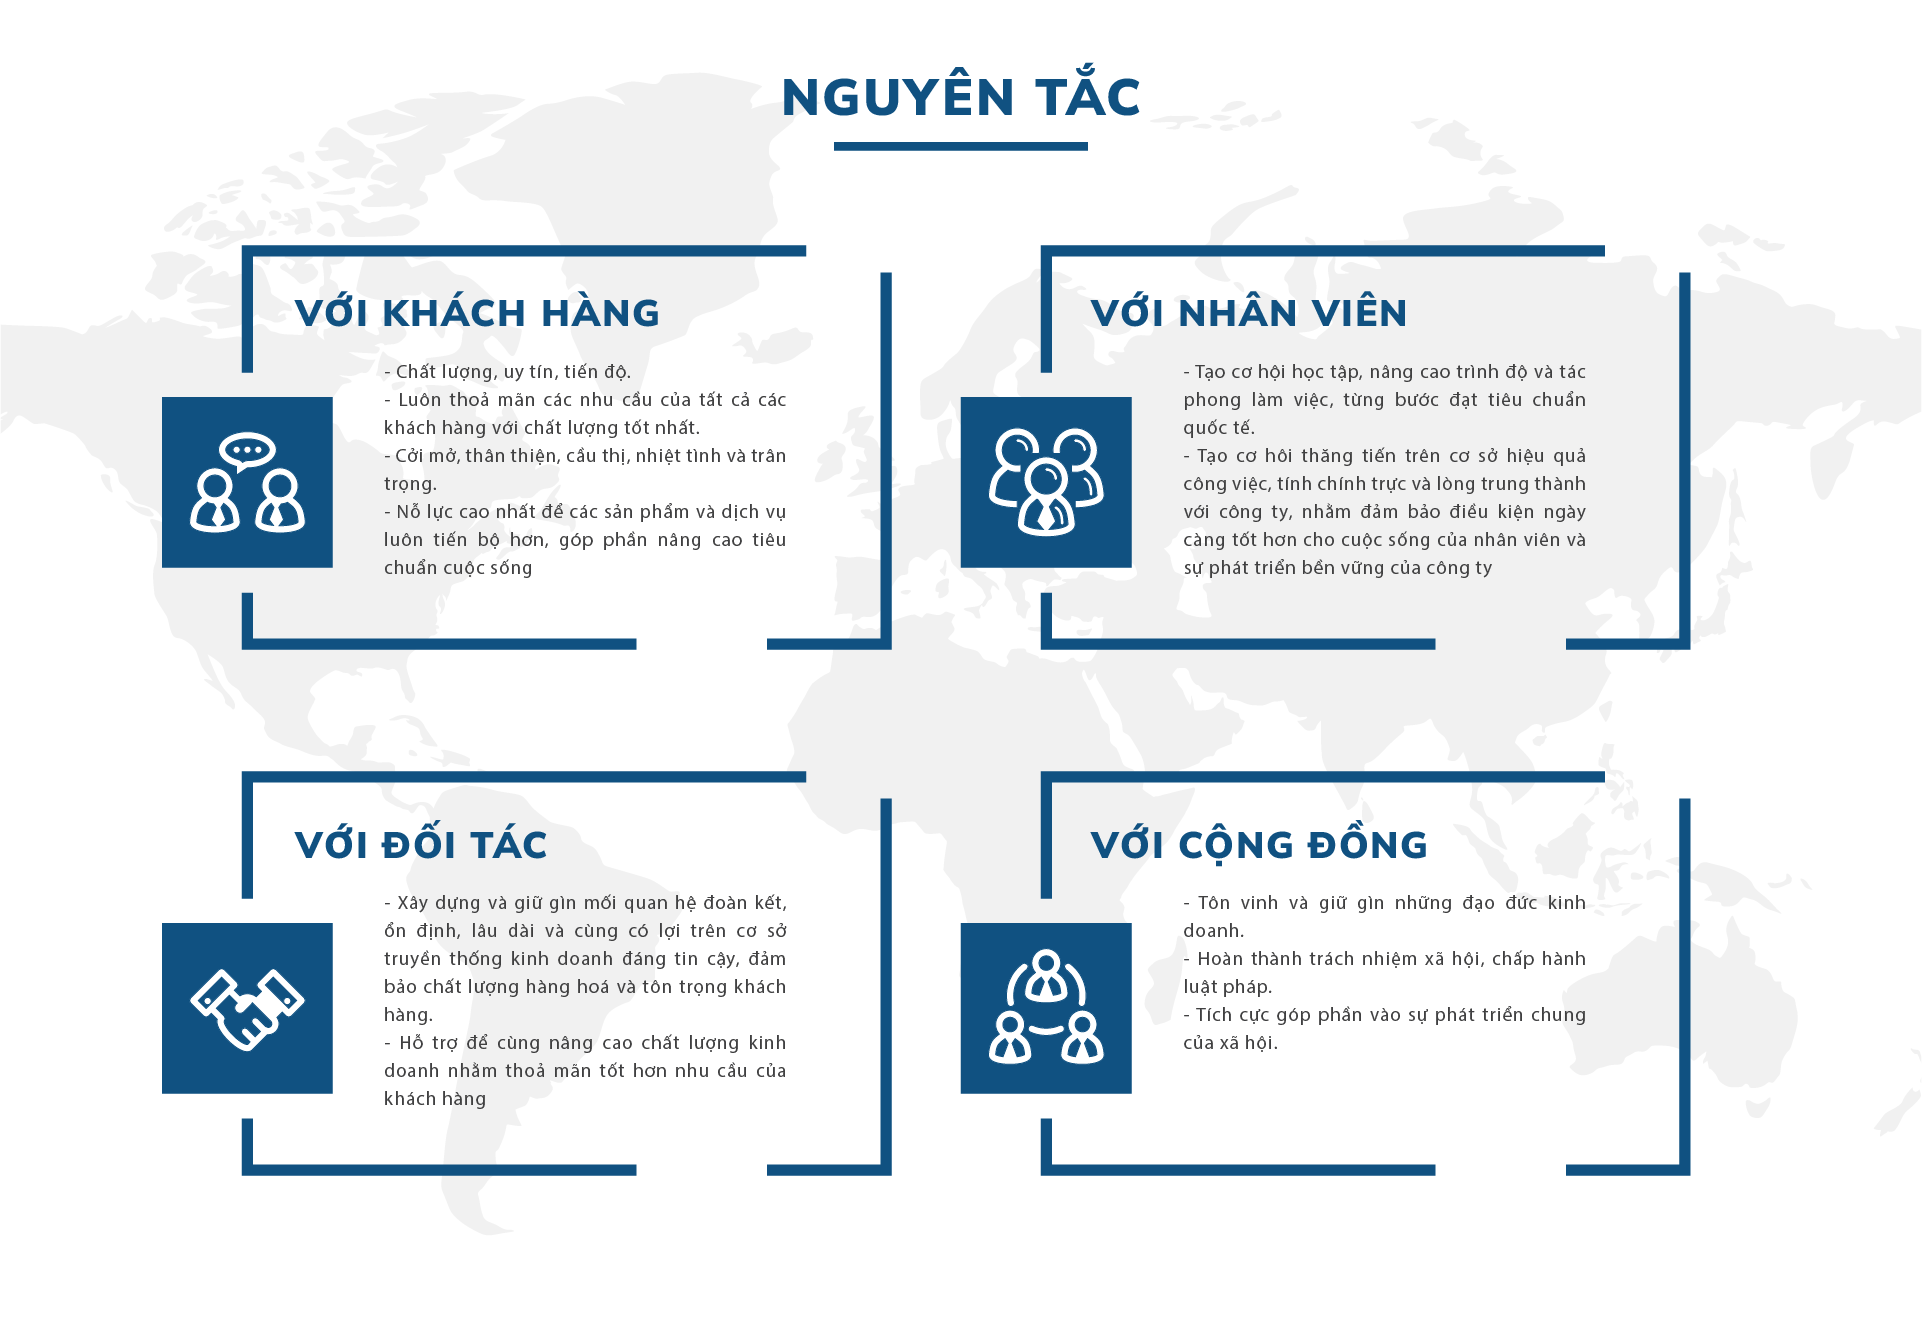 NGUYÊN TẮC
VỚI KHÁCH HÀNG
- Chất lượng, uy tín, tiến độ.
- Luôn thoả mãn các nhu cầu của tất cả các
khách hàng với chất lượng tốt nhất.
- Cởi mở, thân thiện, cầu thị, nhiệt tình và trân
trọng.
- Nỗ lực cao nhất để các sản phẩm và dịch vụ
luôn tiến bộ hơn, góp phần nâng cao tiêu
chuẩn cuộc sống
VỚI NHÂN VIÊN
- Tạo cơ hội học tập, nâng cao trình độ và tác
phong làm việc, từng bước đạt tiêu chuẩn
quốc tế.
- Tạo cơ hôi thăng tiến trên cơ sở hiệu quả
công việc, tính chính trực và lòng trung thành
với công ty, nhằm đảm bảo điều kiện ngày
càng tốt hơn cho cuộc sống của nhân viên và
sự phát triển bền vững của công ty
VỚI ĐỐI TÁC
- Xây dựng và giữ gìn mối quan hệ đoàn kết,
ổn định, lâu dài và cùng có lợi trên cơ sở
truyền thống kinh doanh đáng tin cậy, đảm
bảo chất lượng hàng hoá và tôn trọng khách
hàng.
- Hỗ trợ để cùng nâng cao chất lượng kinh
doanh nhằm thoả mãn tốt hơn nhu cầu của
khách hàng
VỚI CỘNG ĐỒNG
- Tôn vinh và giữ gìn những đạo đức kinh
doanh.
- Hoàn thành trách nhiệm xã hội, chấp hành
luật pháp.
- Tích cực góp phần vào sự phát triển chung
của xã hội.